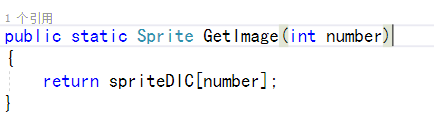 1 个引用
public static Sprite GetImage(int number)
{
return spriteDIC[number];
}